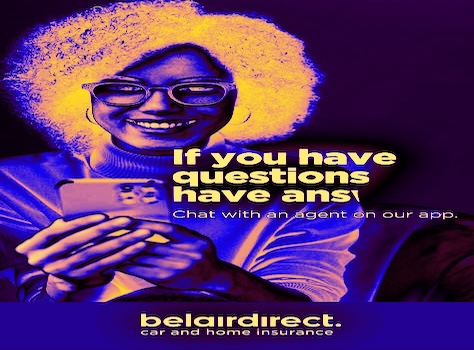 If you have
questions
have ans
Chat with an agent on our app.
belairdirect.
car and home insurance